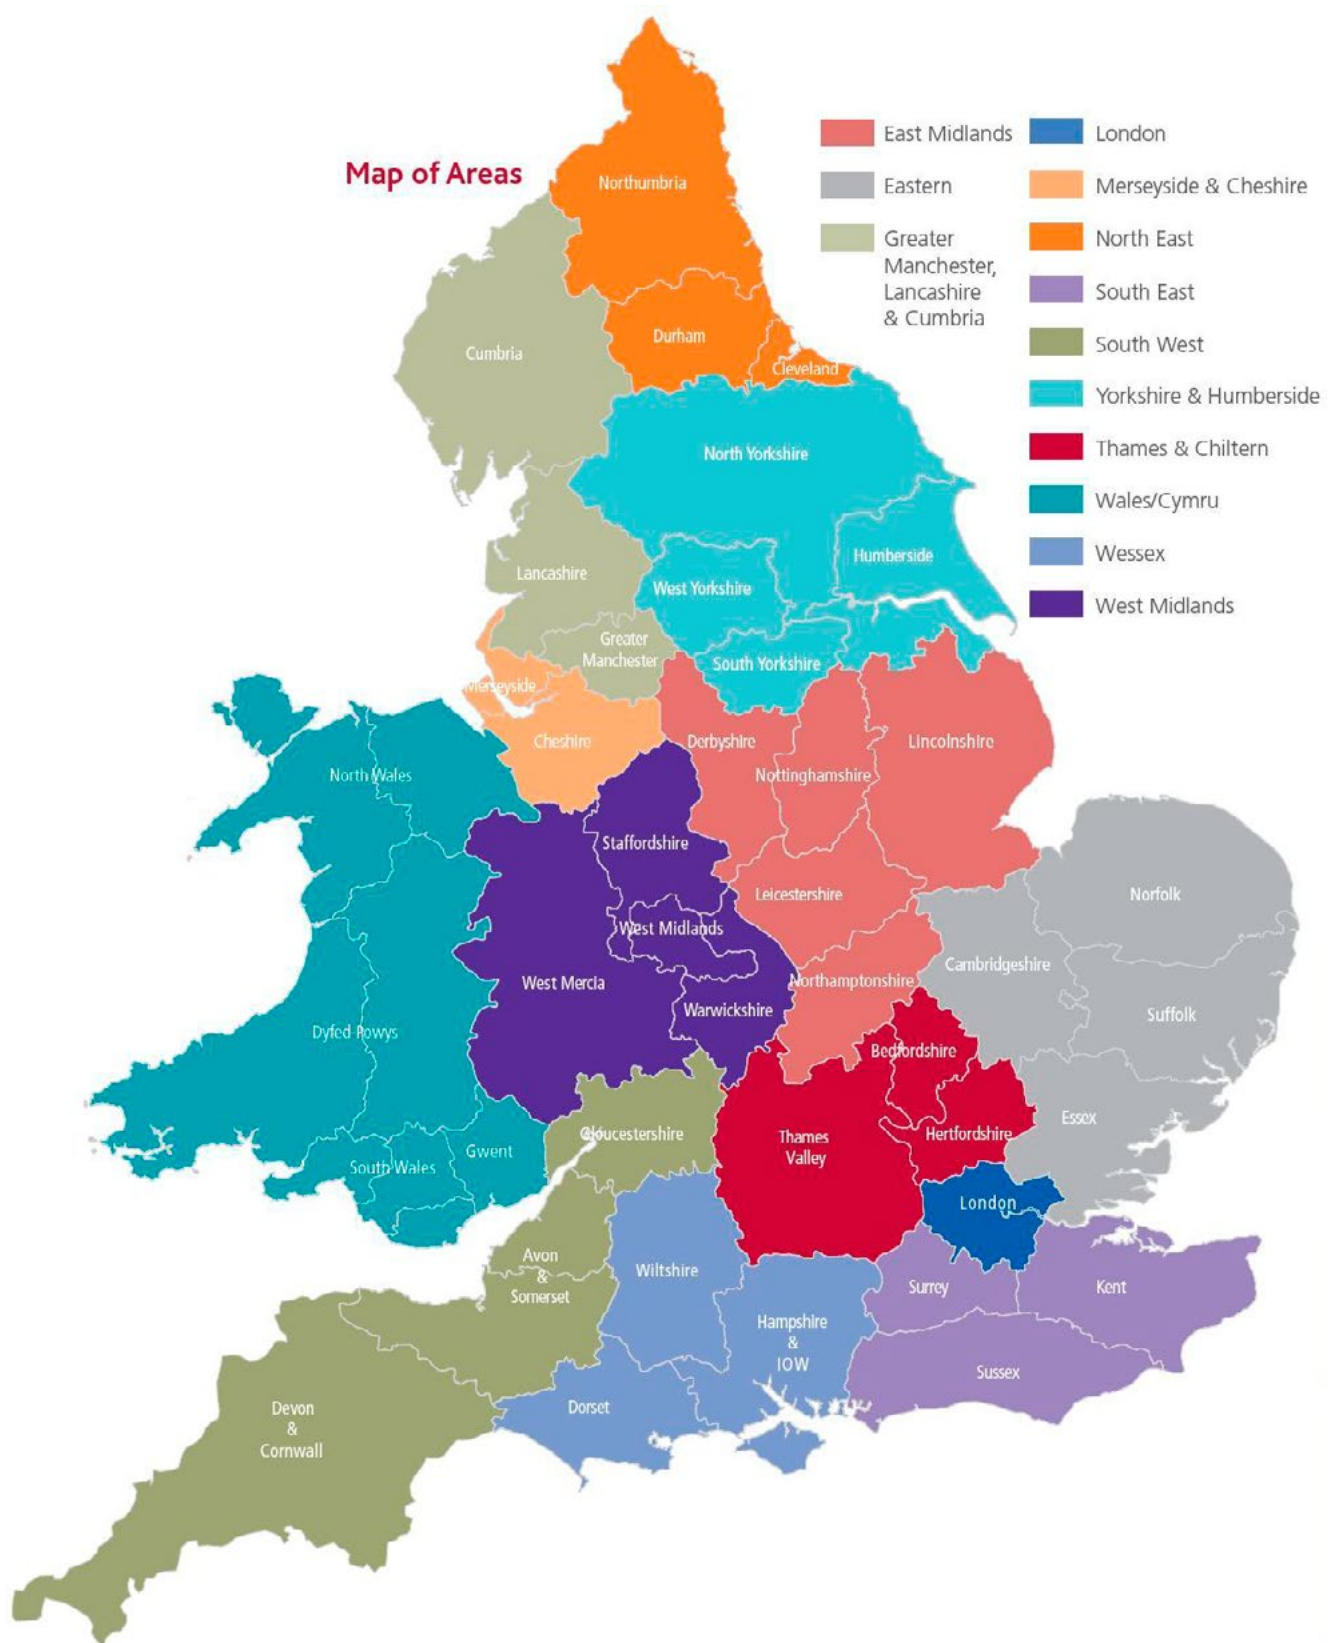 Map of Areas
East Midlands
Eastern
Greater
Manchester,
Lancashire
& Cumbria
London
Merseyside & Cheshire
North East
South East
South West
Yorkshire & Humberside
Thames & Chiltern
Wales/Cymru
Wessex
West Midlands
Northumbria
Durham
Cleveland
Cumbria
North Yorkshire
Humberside
Lancashire
West Yorkshire
Greater
Manchester
South Yorkshire
Merseyside
Cheshire
Derbyshire
Lincolnshire
North Wales
Nottinghamshire
Staffordshire
Leicestershire
Norfolk
West Midlands
Cambridgeshire
West Mercia
Northamptonshire
Warwickshire
Suffolk
Dyfed-Powys
Bedfordshire
Essex
Gloucestershire
Thames
Valley
Hertfordshire
Gwent
South Wales
London
Avon
&
Somerset
Wiltshire
Surrey
Kent
Hampshire
&
IOW
Sussex
Dorset
Devon
&
Cornwall